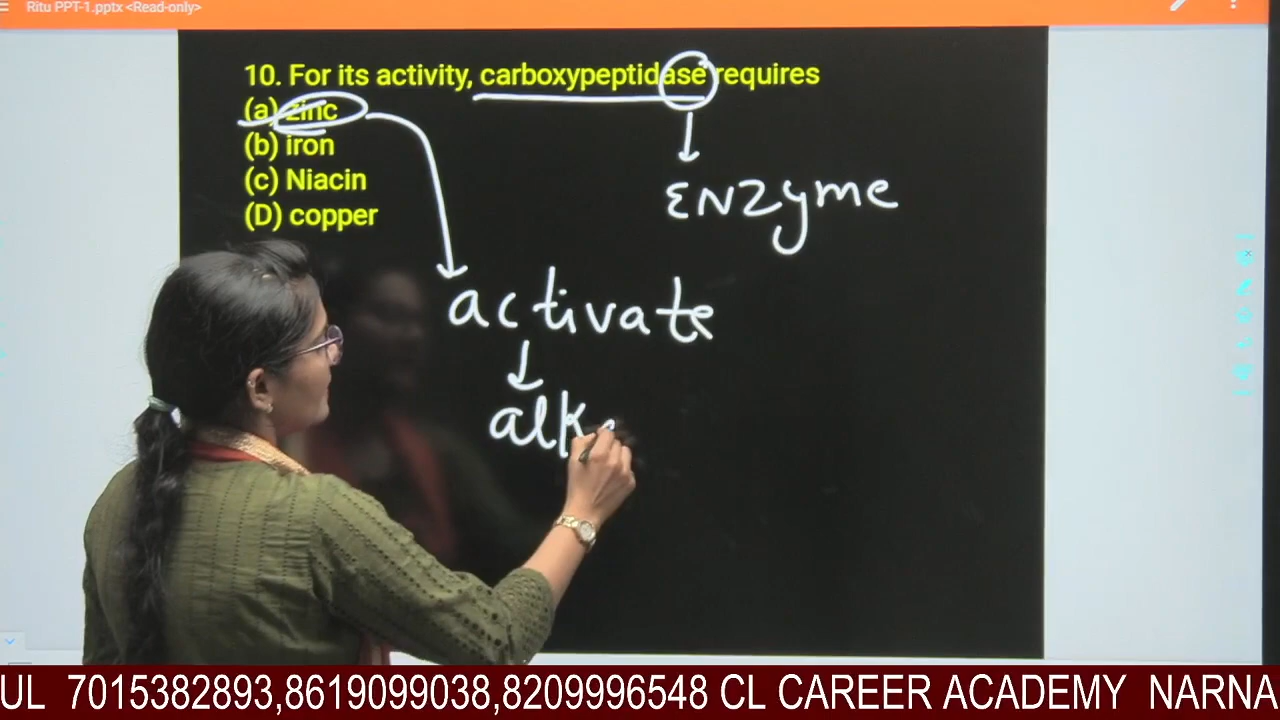 Ritu PPT-1.pptx <Read-only>
10. For its activity, carboxypeptidase requires
(a) zinc
(b) iron
(c) Niacin
(D) copper
Enzyme
activate
alk
UL 7015382893,8619099038,8209996548 CL CAREER ACADEMY NARNA